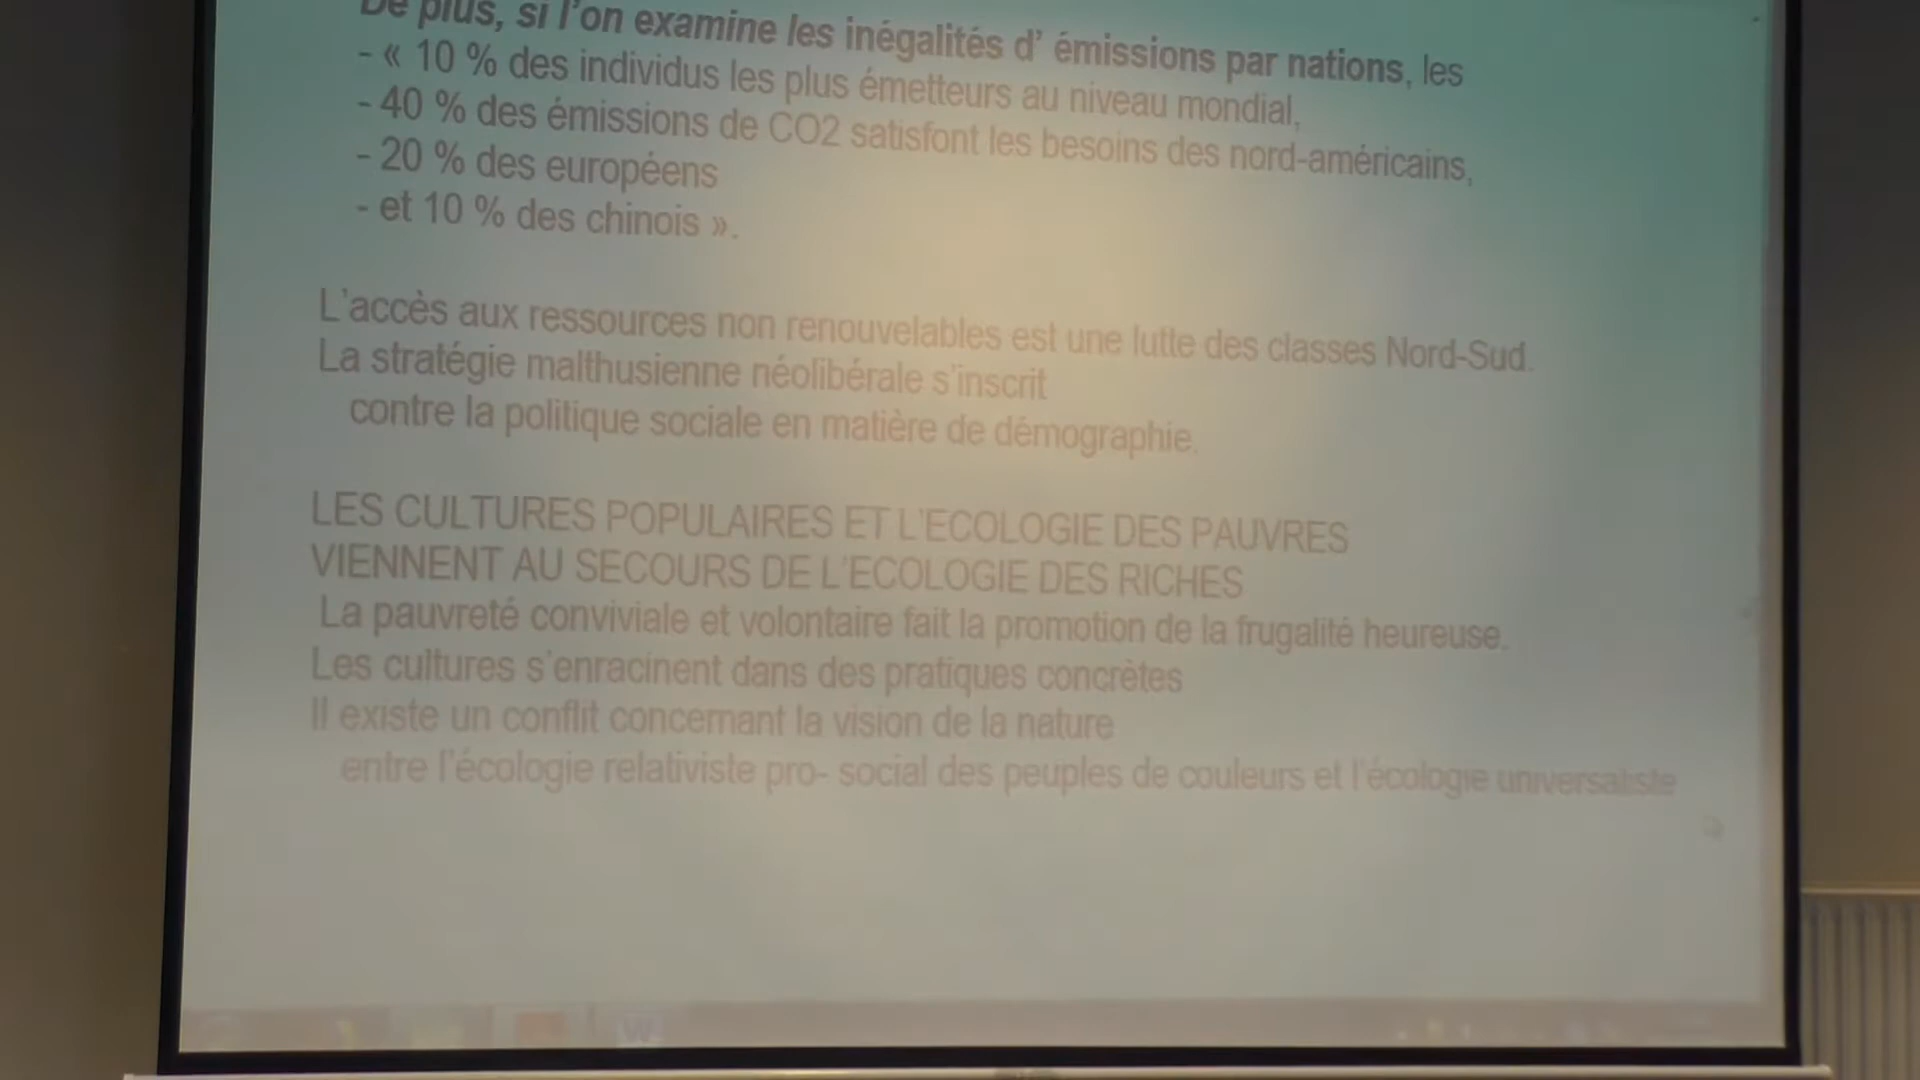 De plus, si l'on examine les inégalités d' émissions par nations, les
- « 10 % des individus les plus émetteurs au niveau mondial,
- 40 % des émissions de CO2 satisfont les besoins des nord-américains,
- 20 % des européens
- et 10 % des chinois ».
L'accès aux ressources non renouvelables est une lutte des classes Nord-Sud.
La stratégie malthusienne néolibérale s'inscrit
contre la politique sociale en matière de démographie.
LES CULTURES POPULAIRES ET L'ECOLOGIE DES PAUVRES
VIENNENT AU SECOURS DE L'ECOLOGIE DES RICHES
La pauvreté conviviale et volontaire fait la promotion de la frugalité heureuse.
Les cultures s'enracinent dans des pratiques concrètes
Il existe un conflit concernant la vision de la nature
entre l'écologie relativiste pro- social des peuples de couleurs et l'écologie universaliste
W